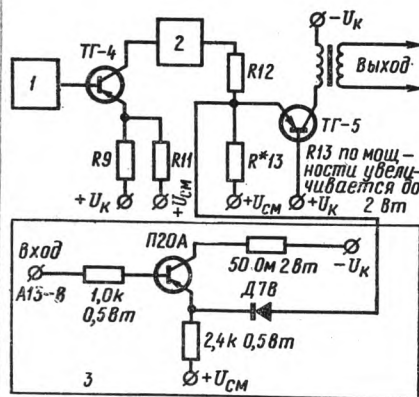 -Uк
ТГ-4
2
1
R12
Выход
ТГ-5
R9
R11
R*13
R13 по мощ-
ности увели-
чивается до
2 Вт
+Uк
+Uсм
+Uсм
+Uк
Вход
А13-8
П20А
50 Ом 2Вт
-Uк
1,0к
0,5Вт
Д7В
2,4к 0,5Вт
3
+Uсм